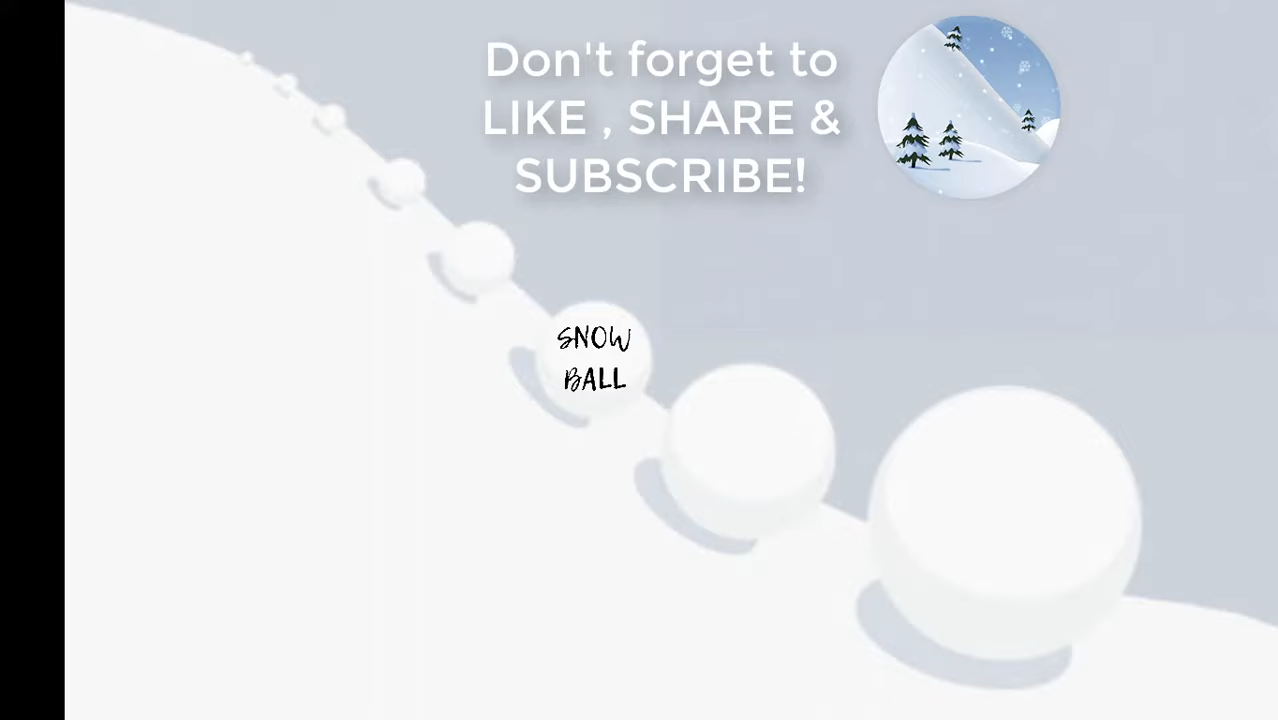 Don't forget to
LIKE , SHARE &
SUBSCRIBE!
SNOW
BALL